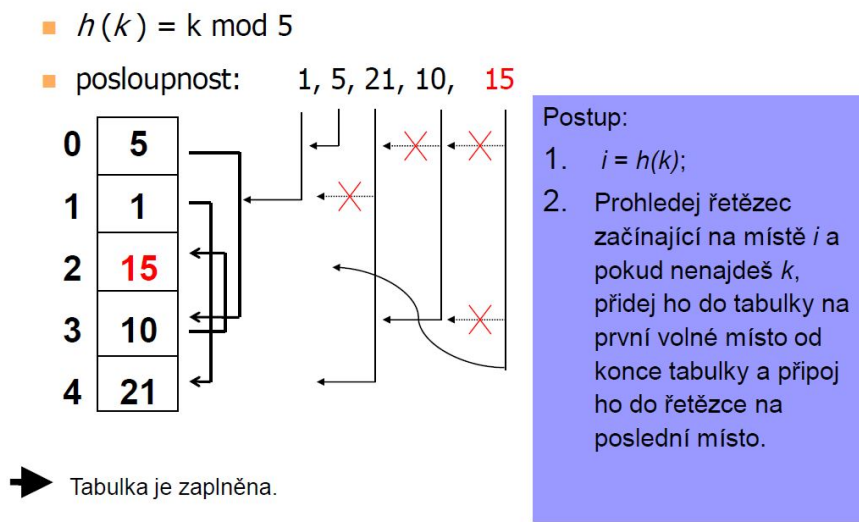 h(k) = k mod 5
posloupnost: 1, 5, 21, 10, 15
0 5
1 1
2 15
3 10
4 21
Postup:
1. i = h(k);
2. Prohledej řetězec
začínající na místě i a
pokud nenajdeš k,
přidej ho do tabulky na
první volné místo od
konce tabulky a připoj
ho do řetězce na
poslední místo.
Tabulka je zaplněna.